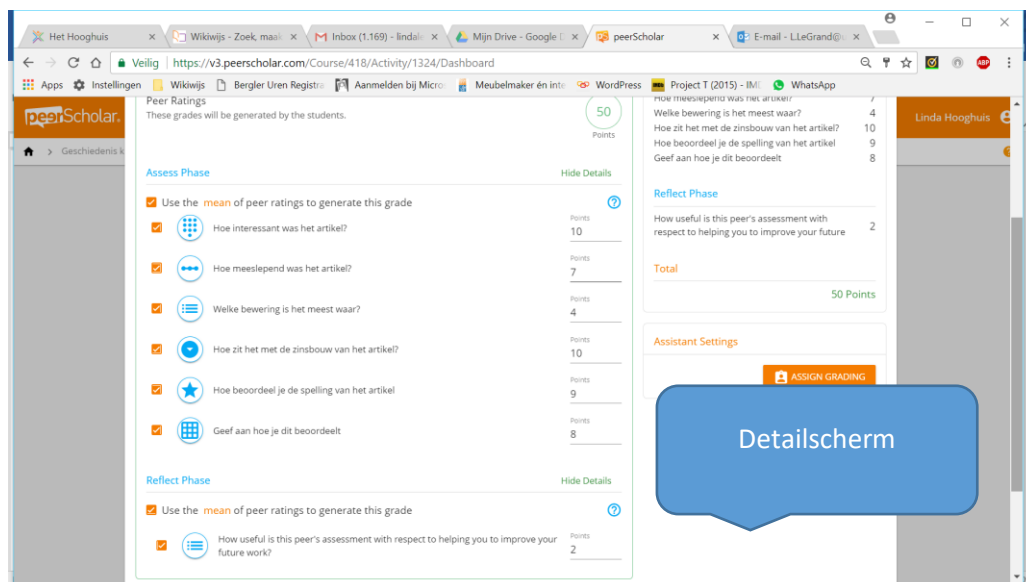 Het Hooghuis
Wikiwijs - Zoek, maak
Inbox (1.169) - lindale
Mijn Drive - Google D
peerScholar
E-mail - L.LeGrand@
Veilig | https://v3.peerscholar.com/Course/418/Activity/1324/Dashboard
Apps Instellingen Wikiwijs Bergler Uren Registra Aanmelden bij Micro Meubelmaker én inte WordPress Project T (2015) - IMD WhatsApp
peerScholar.
Linda Hooghuis
> Geschiedenis k
Peer Ratings
These grades will be generated by the students.
50
Points
Assess Phase Hide Details
Use the mean of peer ratings to generate this grade
Hoe interessant was het artikel? Points 10
Hoe meeslepend was het artikel? Points 7
Welke bewering is het meest waar? Points 4
Hoe zit het met de zinsbouw van het artikel? Points 10
Hoe beoordeel je de spelling van het artikel Points 9
Geef aan hoe je dit beoordeelt Points 8
Reflect Phase Hide Details
Use the mean of peer ratings to generate this grade
How useful is this peer's assessment with respect to helping you to improve your Points
future work? 2
Hoe meeslepend was het artikel? 7
Welke bewering is het meest waar? 4
Hoe zit het met de zinsbouw van het artikel? 10
Hoe beoordeel je de spelling van het artikel 9
Geef aan hoe je dit beoordeelt 8
Reflect Phase
How useful is this peer's assessment with
respect to helping you to improve your future 2
Total
50 Points
Assistant Settings
ASSIGN GRADING
Detailscherm